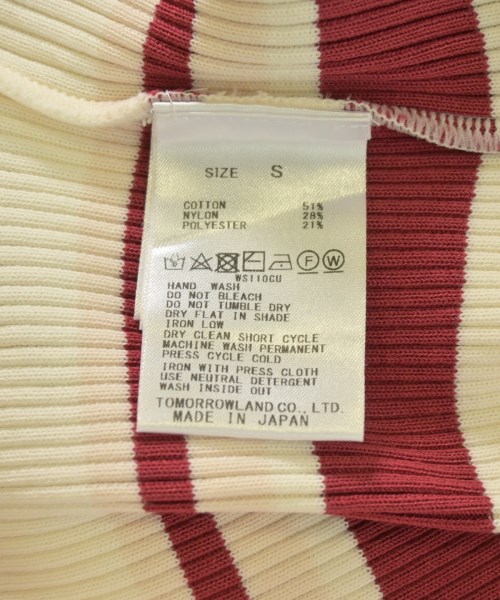 SIZE S
COTTON 51%
NYLON 28%
POLYESTER 21%
WS110CU
HAND WASH
DO NOT BLEACH
DO NOT TUMBLE DRY
DRY FLAT IN SHADE
IRON LOW
DRY CLEAN SHORT CYCLE
MACHINE WASH PERMANENT
PRESS CYCLE COLD
IRON WITH PRESS CLOTH
USE NEUTRAL DETERGENT
WASH INSIDE OUT
TOMORROWLAND CO., LTD.
MADE IN JAPAN